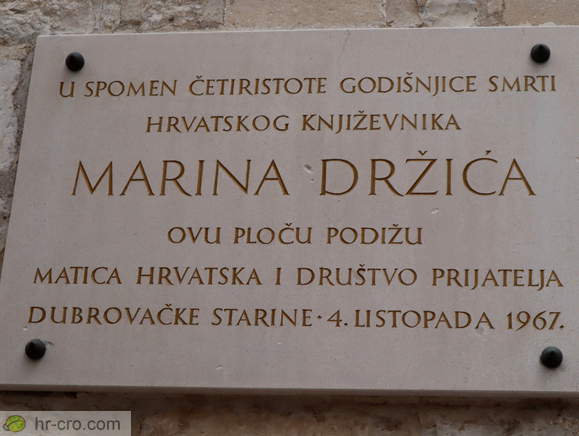 U SPOMEN ČETIRISTOTE GODIŠNJICE SMRTI
HRVATSKOG KNJIŽEVNIKA
MARINA DRŽIĆA
OVU PLOČU PODIŽU
MATICA HRVATSKA I DRUŠTVO PRIJATELJA
DUBROVAČKE STARINE · 4. LISTOPADA 1967.
hr-cro.com